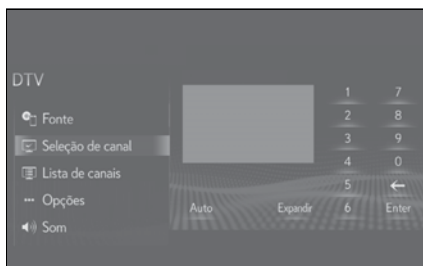 DTV
Fonte
Seleção de canal
Lista de canais
Opções
Som
Auto
Expandir
1 7
2 8
3 9
4 0
5 ←
6 Enter